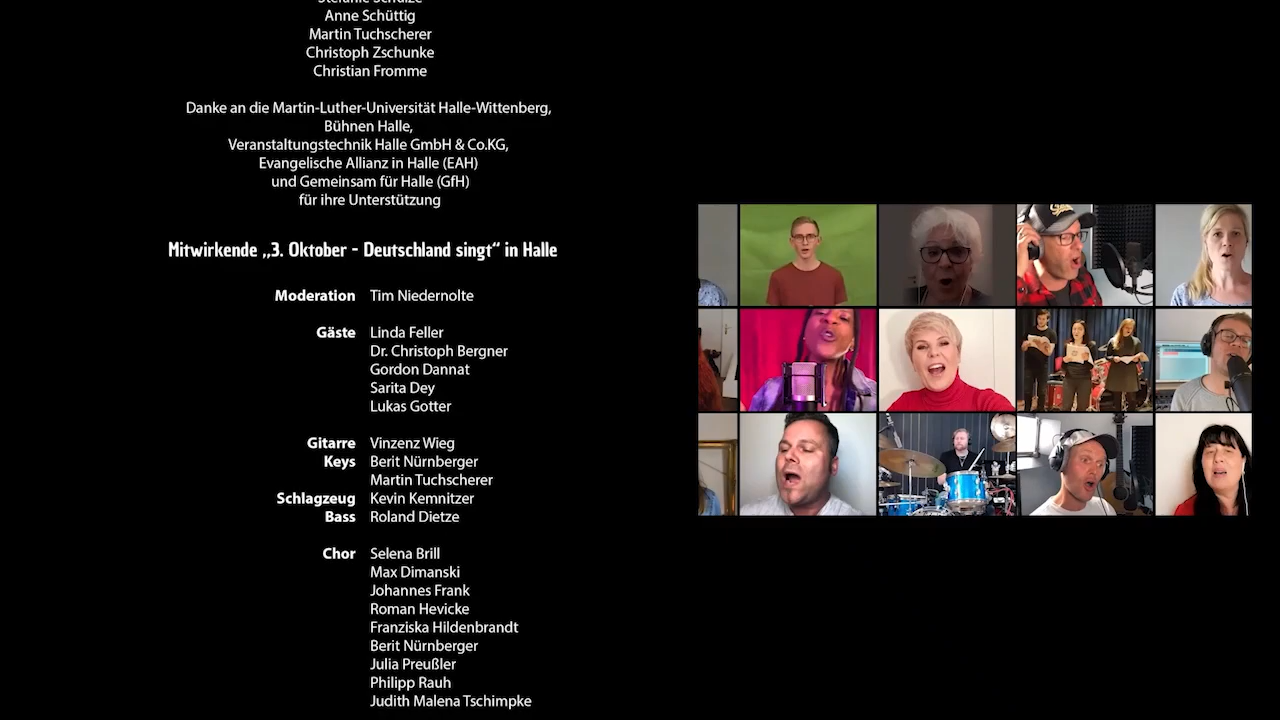 Stefanie Schulze
Anne Schüttig
Martin Tuchscherer
Christoph Zschunke
Christian Fromme
Danke an die Martin-Luther-Universität Halle-Wittenberg,
Bühnen Halle,
Veranstaltungstechnik Halle GmbH & Co.KG,
Evangelische Allianz in Halle (EAH)
und Gemeinsam für Halle (GfH)
für ihre Unterstützung
Mitwirkende „3. Oktober - Deutschland singt“ in Halle
Moderation Tim Niedernolte
Gäste Linda Feller
Dr. Christoph Bergner
Gordon Dannat
Sarita Dey
Lukas Gotter
Gitarre Vinzenz Wieg
Keys Berit Nürnberger
Martin Tuchscherer
Schlagzeug Kevin Kemnitzer
Bass Roland Dietze
Chor Selena Brill
Max Dimanski
Johannes Frank
Roman Hevicke
Franziska Hildenbrandt
Berit Nürnberger
Julia Preußler
Philipp Rauh
Judith Malena Tschimpke